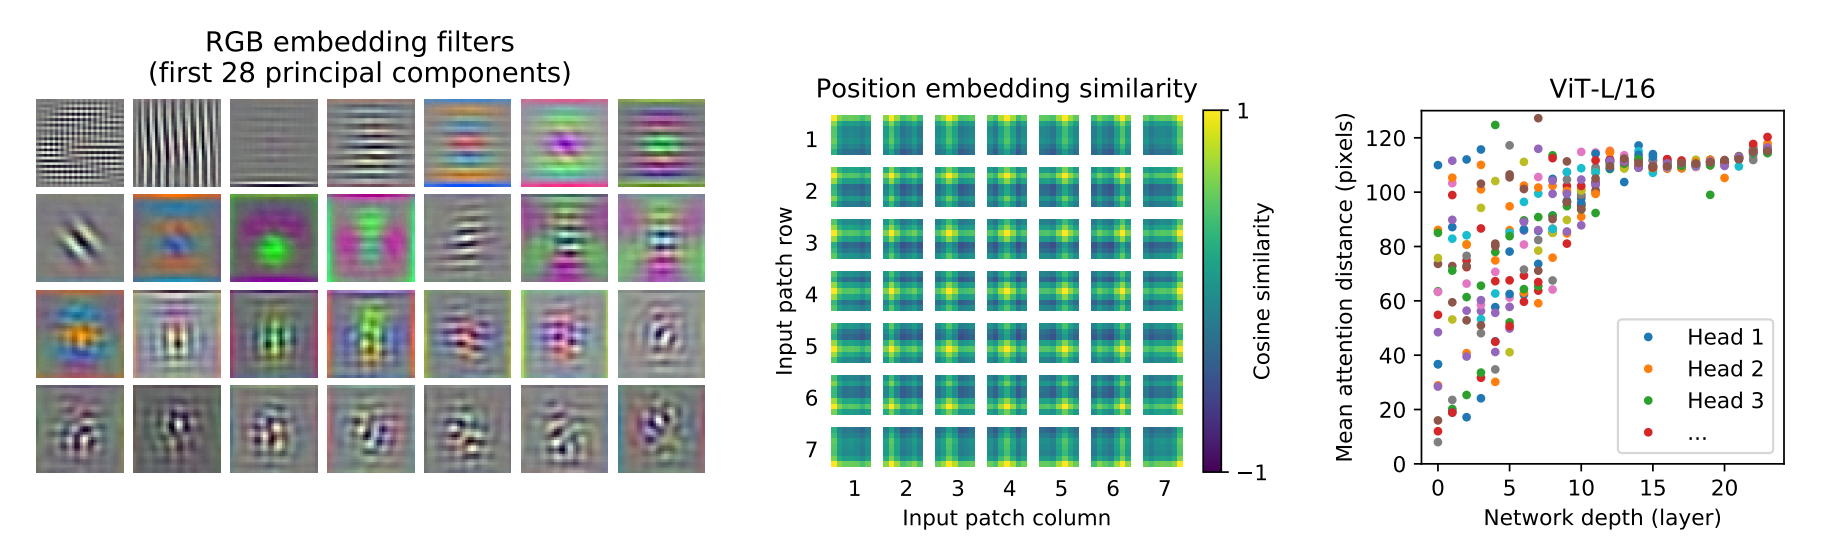 RGB embedding filters
(first 28 principal components)
Position embedding similarity
1
2
3
4
5
6
7
Input patch row
1 2 3 4 5 6 7
Input patch column
1
−1
Cosine similarity
ViT-L/16
120
100
80
60
40
20
0
Mean attention distance (pixels)
Head 1
Head 2
Head 3
...
0 5 10 15 20
Network depth (layer)